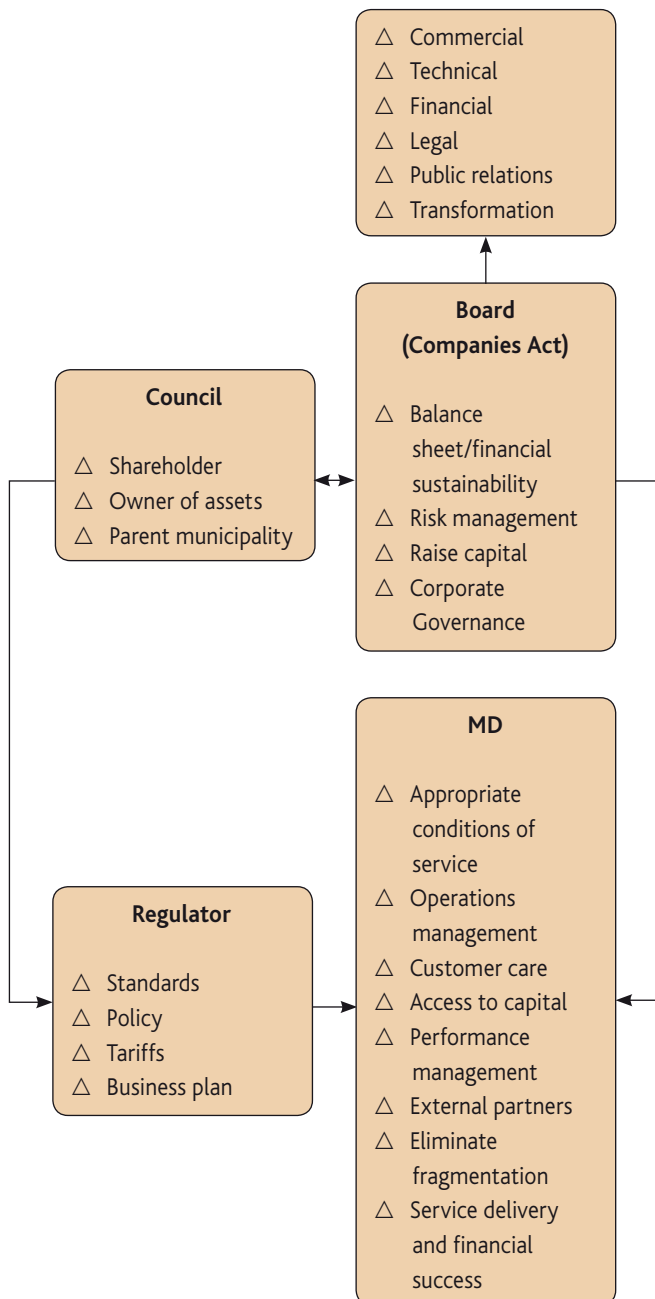 △ Commercial
△ Technical
△ Financial
△ Legal
△ Public relations
△ Transformation
Board
(Companies Act)
△ Balance
sheet/financial
sustainability
△ Risk management
△ Raise capital
△ Corporate
Governance
Council
△ Shareholder
△ Owner of assets
△ Parent municipality
MD
△ Appropriate
conditions of
service
△ Operations
management
△ Customer care
△ Access to capital
△ Performance
management
△ External partners
△ Eliminate
fragmentation
△ Service delivery
and financial
success
Regulator
△ Standards
△ Policy
△ Tariffs
△ Business plan